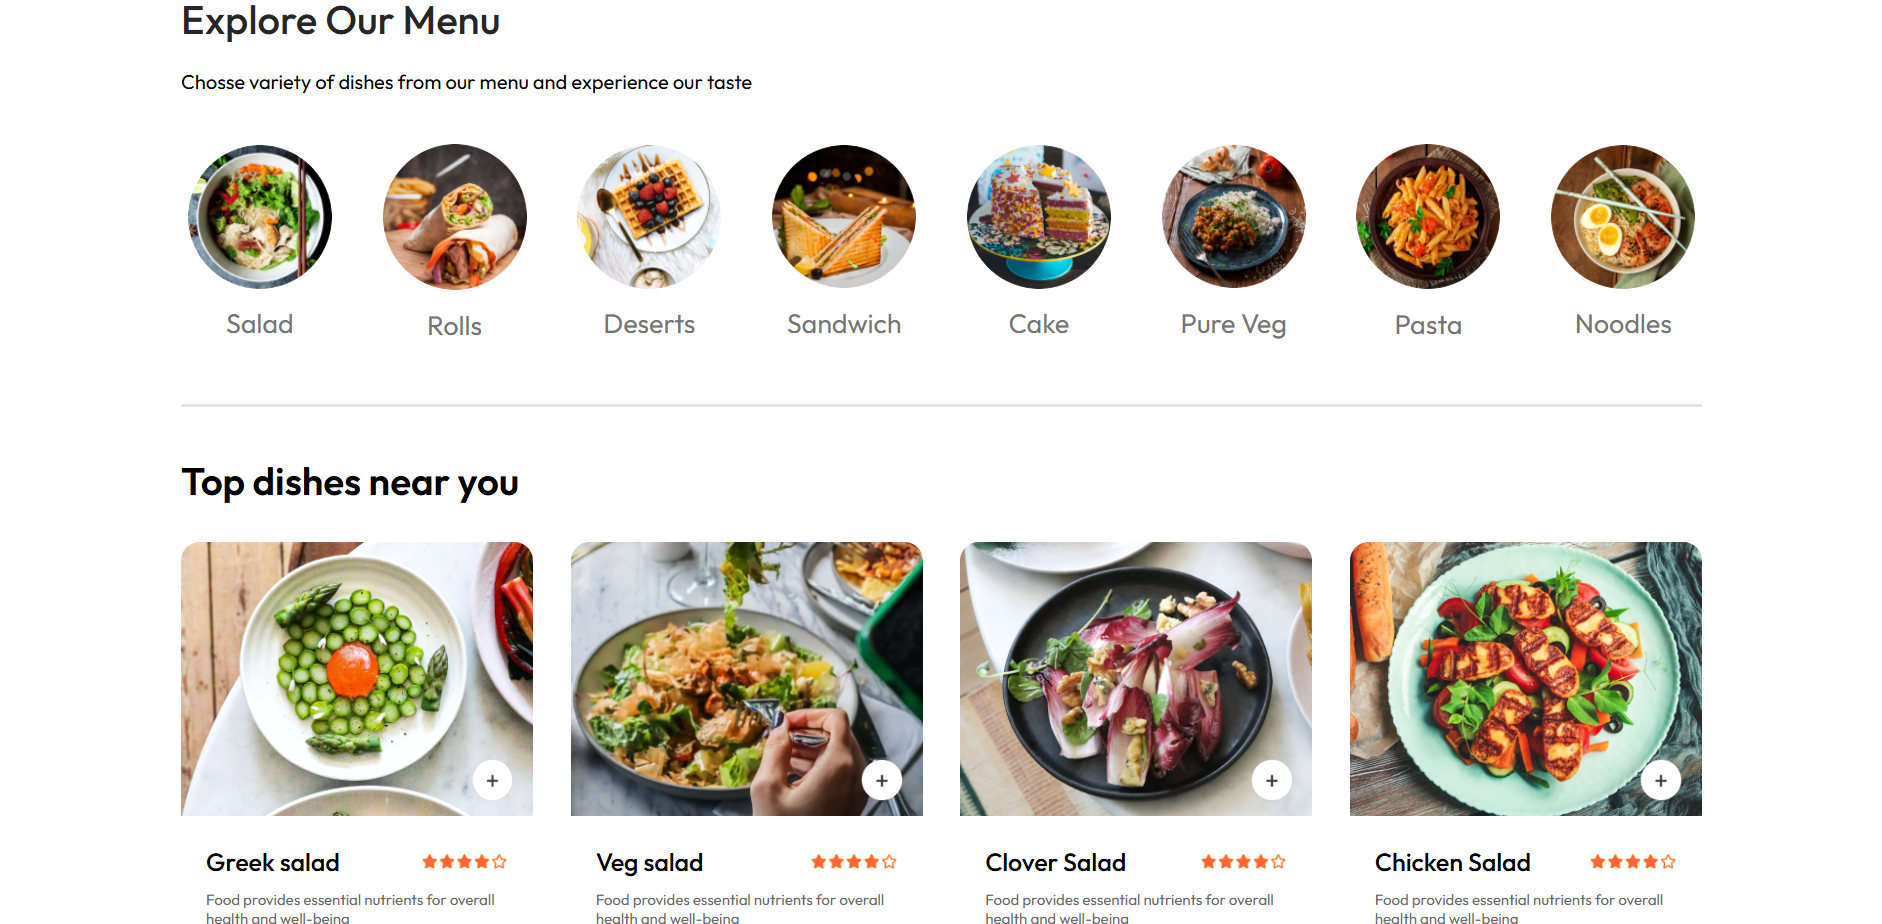 Explore Our Menu
Chosse variety of dishes from our menu and experience our taste
Salad
Rolls
Deserts
Sandwich
Cake
Pure Veg
Pasta
Noodles
Top dishes near you
+
+
+
+
Greek salad
Food provides essential nutrients for overall
health and well-being
Veg salad
Food provides essential nutrients for overall
health and well-being
Clover Salad
Food provides essential nutrients for overall
health and well-being
Chicken Salad
Food provides essential nutrients for overall
health and well-being